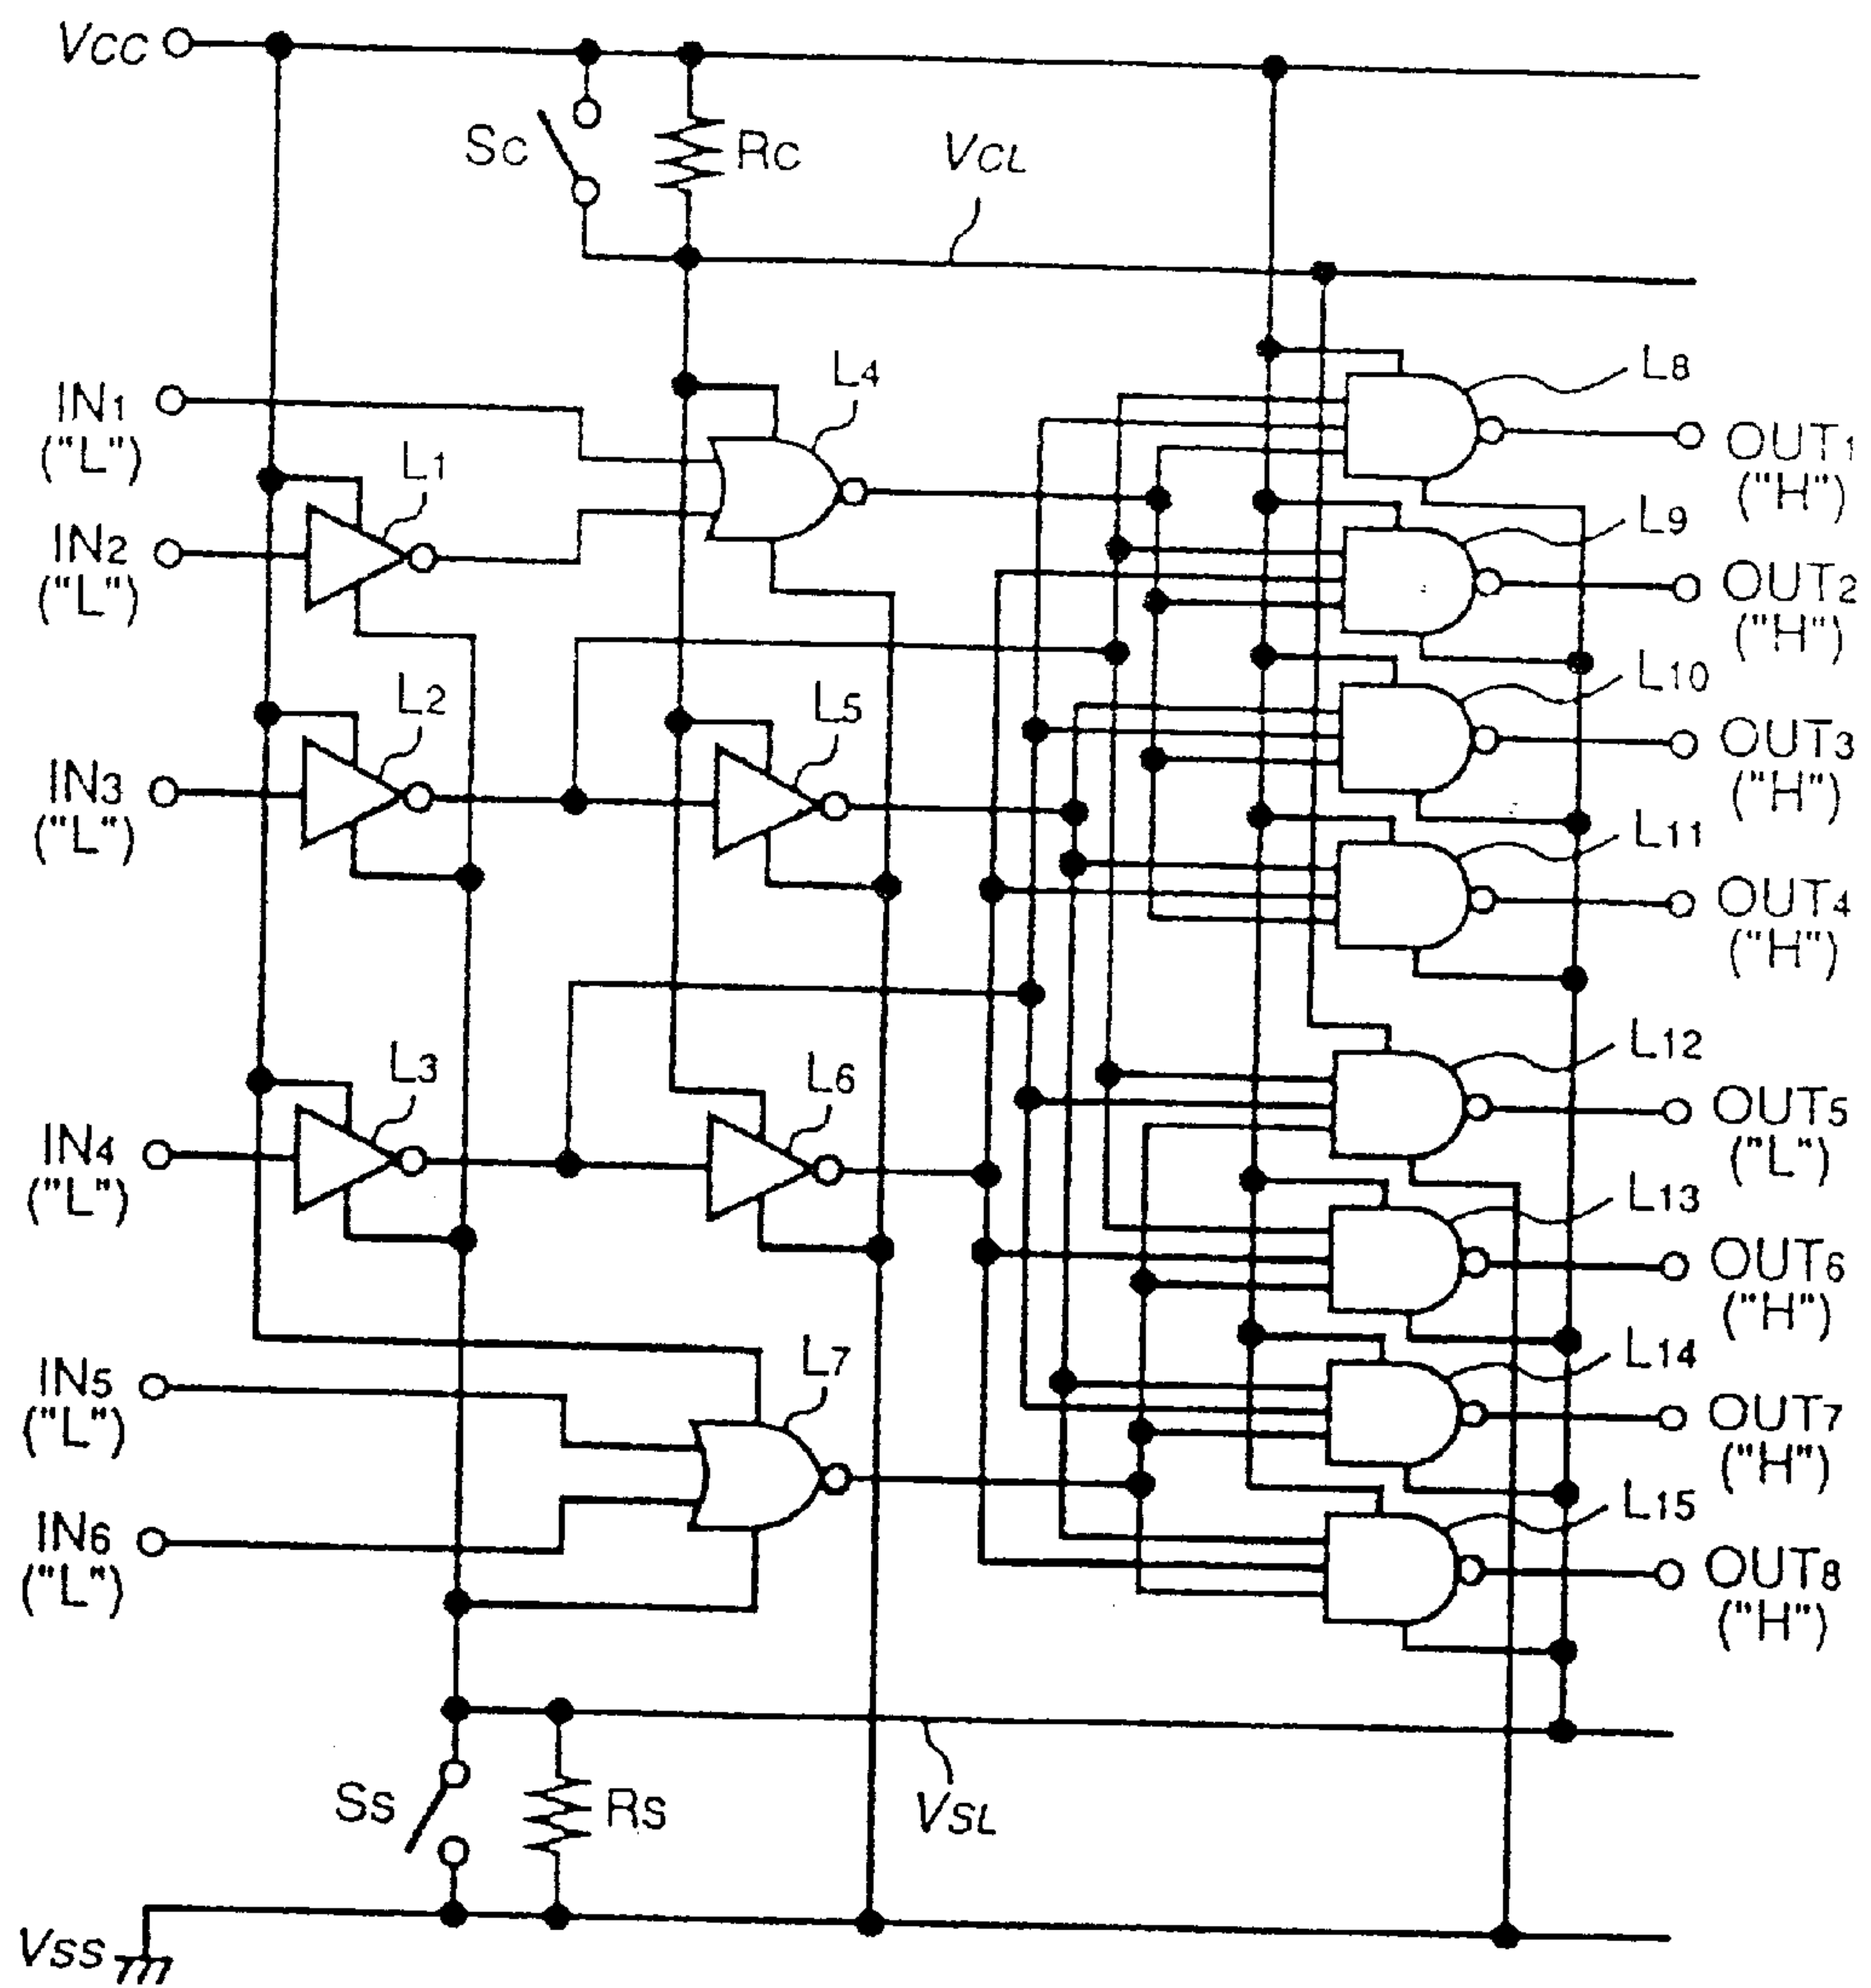 VCC
SC
RC
VCL
L4
L8
IN1
("L")
OUT1
("H")
L1
IN2
("L")
L9
OUT2
("H")
L10
L2
L5
IN3
("L")
OUT3
("H")
L11
OUT4
("H")
L12
L3
L6
IN4
("L")
OUT5
("L")
L13
OUT6
("H")
L7
L14
IN5
("L")
OUT7
("H")
L15
IN6
("L")
OUT8
("H")
SS
RS
VSL
VSS